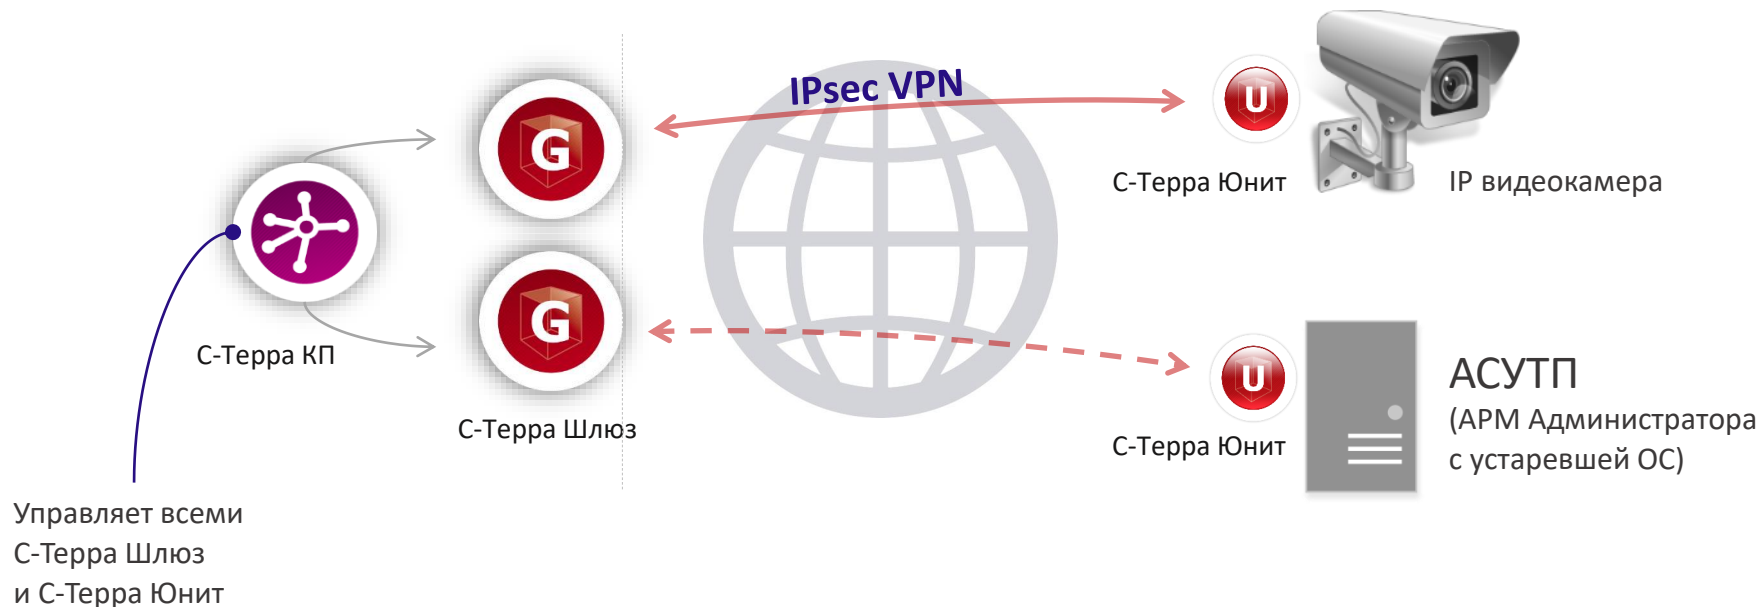 IPsec VPN
G
U
С-Терра Юнит
IP видеокамера
С-Терра КП
G
С-Терра Шлюз
U
С-Терра Юнит
АСУТП
(АРМ Администратора
с устаревшей ОС)
Управляет всеми
С-Терра Шлюз
и С-Терра Юнит